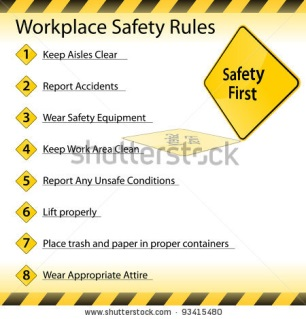 Workplace Safety Rules
1 Keep Aisles Clear
2 Report Accidents
3 Wear Safety Equipment
4 Keep Work Area Clean
5 Report Any Unsafe Conditions
6 Lift properly
7 Place trash and paper in proper containers
8 Wear Appropriate Attire
Safety
First
shutterstock
www.shutterstock.com · 93415480